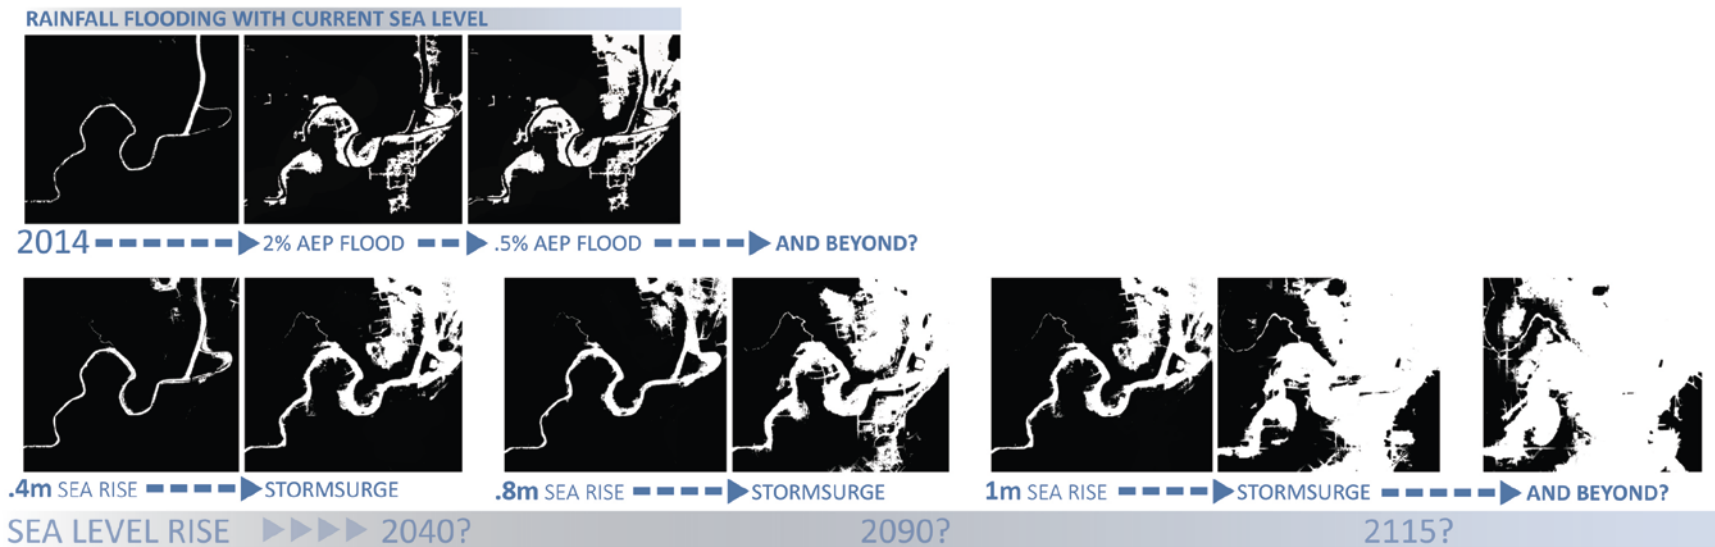 RAINFALL FLOODING WITH CURRENT SEA LEVEL
2014 2% AEP FLOOD .5% AEP FLOOD AND BEYOND?
.4m SEA RISE STORMSURGE .8m SEA RISE STORMSURGE 1m SEA RISE STORMSURGE AND BEYOND?
SEA LEVEL RISE 2040? 2090? 2115?